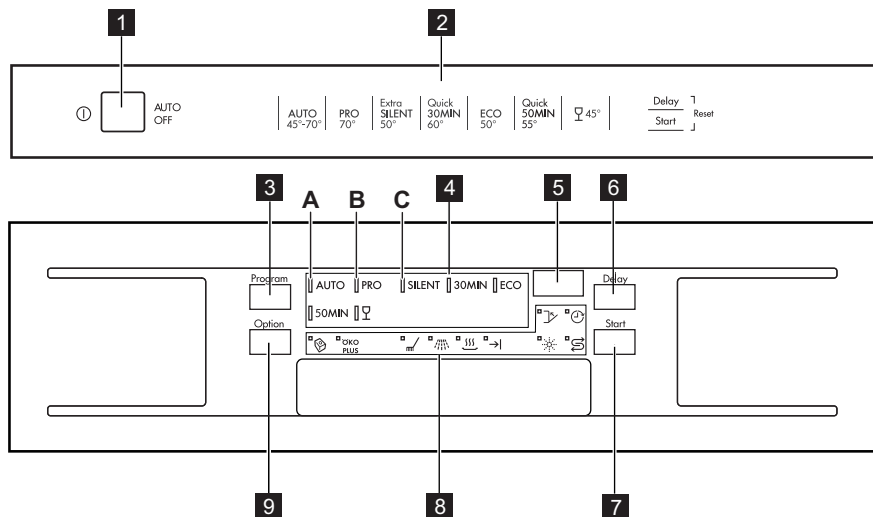 1
2
AUTO
OFF
AUTO
45°-70°
PRO
70°
Extra
SILENT
50°
Quick
30MIN
60°
ECO
50°
Quick
50MIN
55°
45°
Delay
Start
Reset
3
A
B
C
4
5
6
Program
AUTO PRO SILENT 30MIN ECO
Delay
50MIN
Option
ÖKO
PLUS
Start
9
8
7